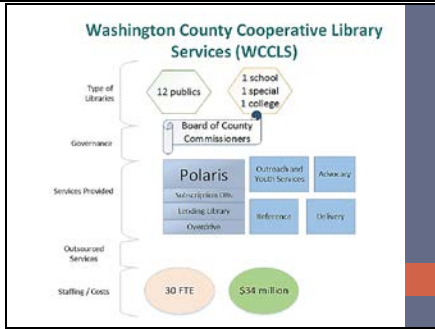 Washington County Cooperative Library
Services (WCCLS)
Type of
Libraries
12 publics
1 school
1 special
1 college
Governance
Board of County
Commissioners
Services Provided
Polaris
Subscription DBs
Lending Library
Overdrive
Outreach and
Youth Services
Advocacy
Reference
Delivery
Outsourced
Services
Staffing / Costs
30 FTE
$34 million